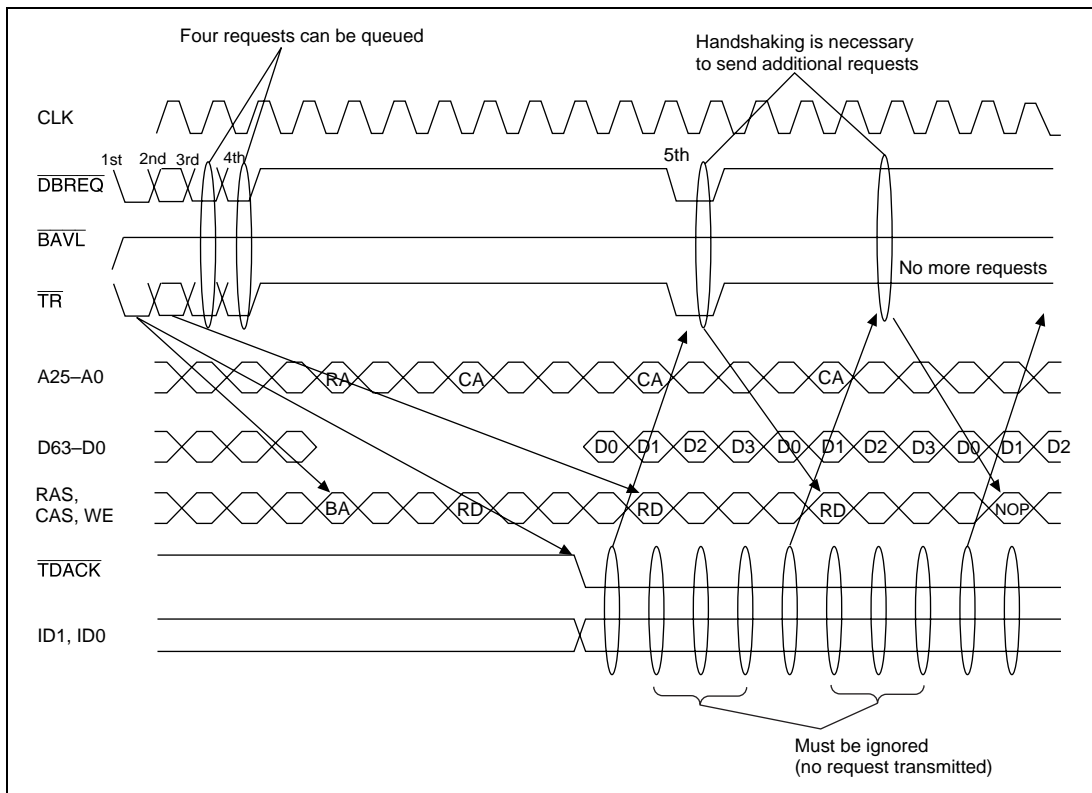 Four requests can be queued
Handshaking is necessary
to send additional requests
CLK
1st 2nd 3rd 4th 5th
DBREQ
BAVL
No more requests
TR
A25–A0 RA CA CA CA
D63–D0 D0 D1 D2 D3 D0 D1 D2 D3 D0 D1 D2
RAS,
CAS, WE BA RD RD RD NOP
TDACK
ID1, ID0
Must be ignored
(no request transmitted)